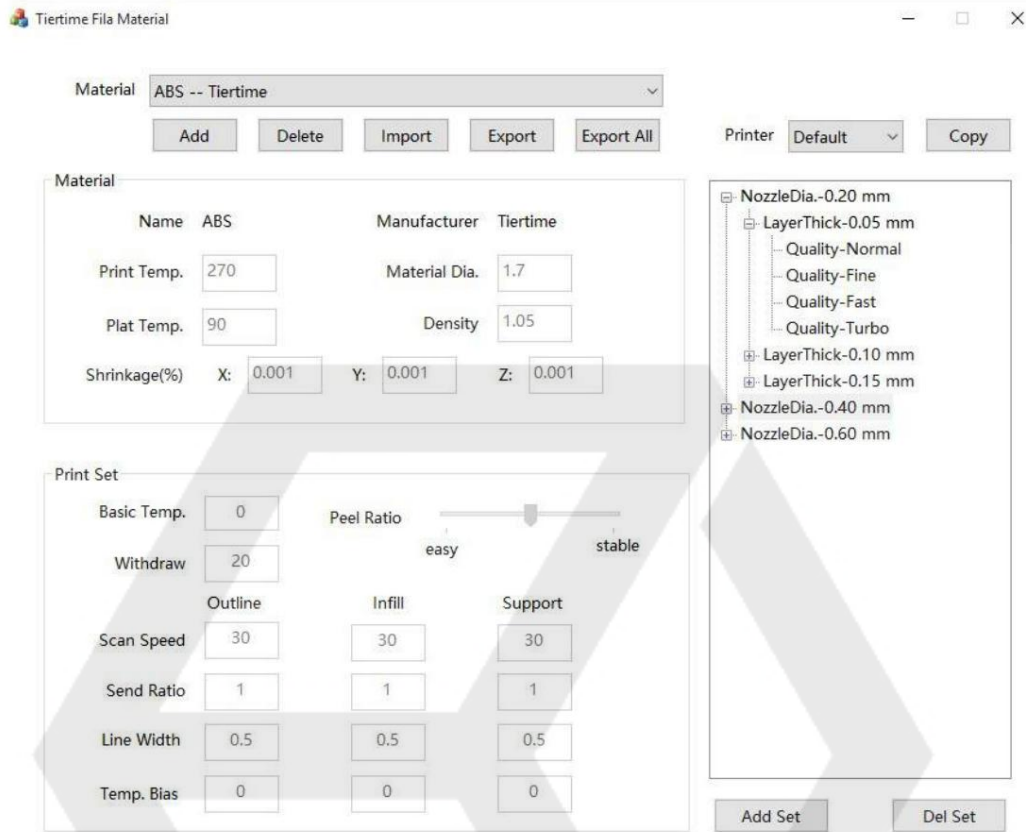 Tiertime Fila Material
Material ABS -- Tiertime
Add Delete Import Export Export All
Printer Default Copy
Material
Name ABS Manufacturer Tiertime
Print Temp. 270 Material Dia. 1.7
Plat Temp. 90 Density 1.05
Shrinkage(%) X: 0.001 Y: 0.001 Z: 0.001
Print Set
Basic Temp. 0 Peel Ratio
easy stable
Withdraw 20
Outline Infill Support
Scan Speed 30 30 30
Send Ratio 1 1 1
Line Width 0.5 0.5 0.5
Temp. Bias 0 0 0
NozzleDia.-0.20 mm
LayerThick-0.05 mm
Quality-Normal
Quality-Fine
Quality-Fast
Quality-Turbo
LayerThick-0.10 mm
LayerThick-0.15 mm
NozzleDia.-0.40 mm
NozzleDia.-0.60 mm
Add Set Del Set